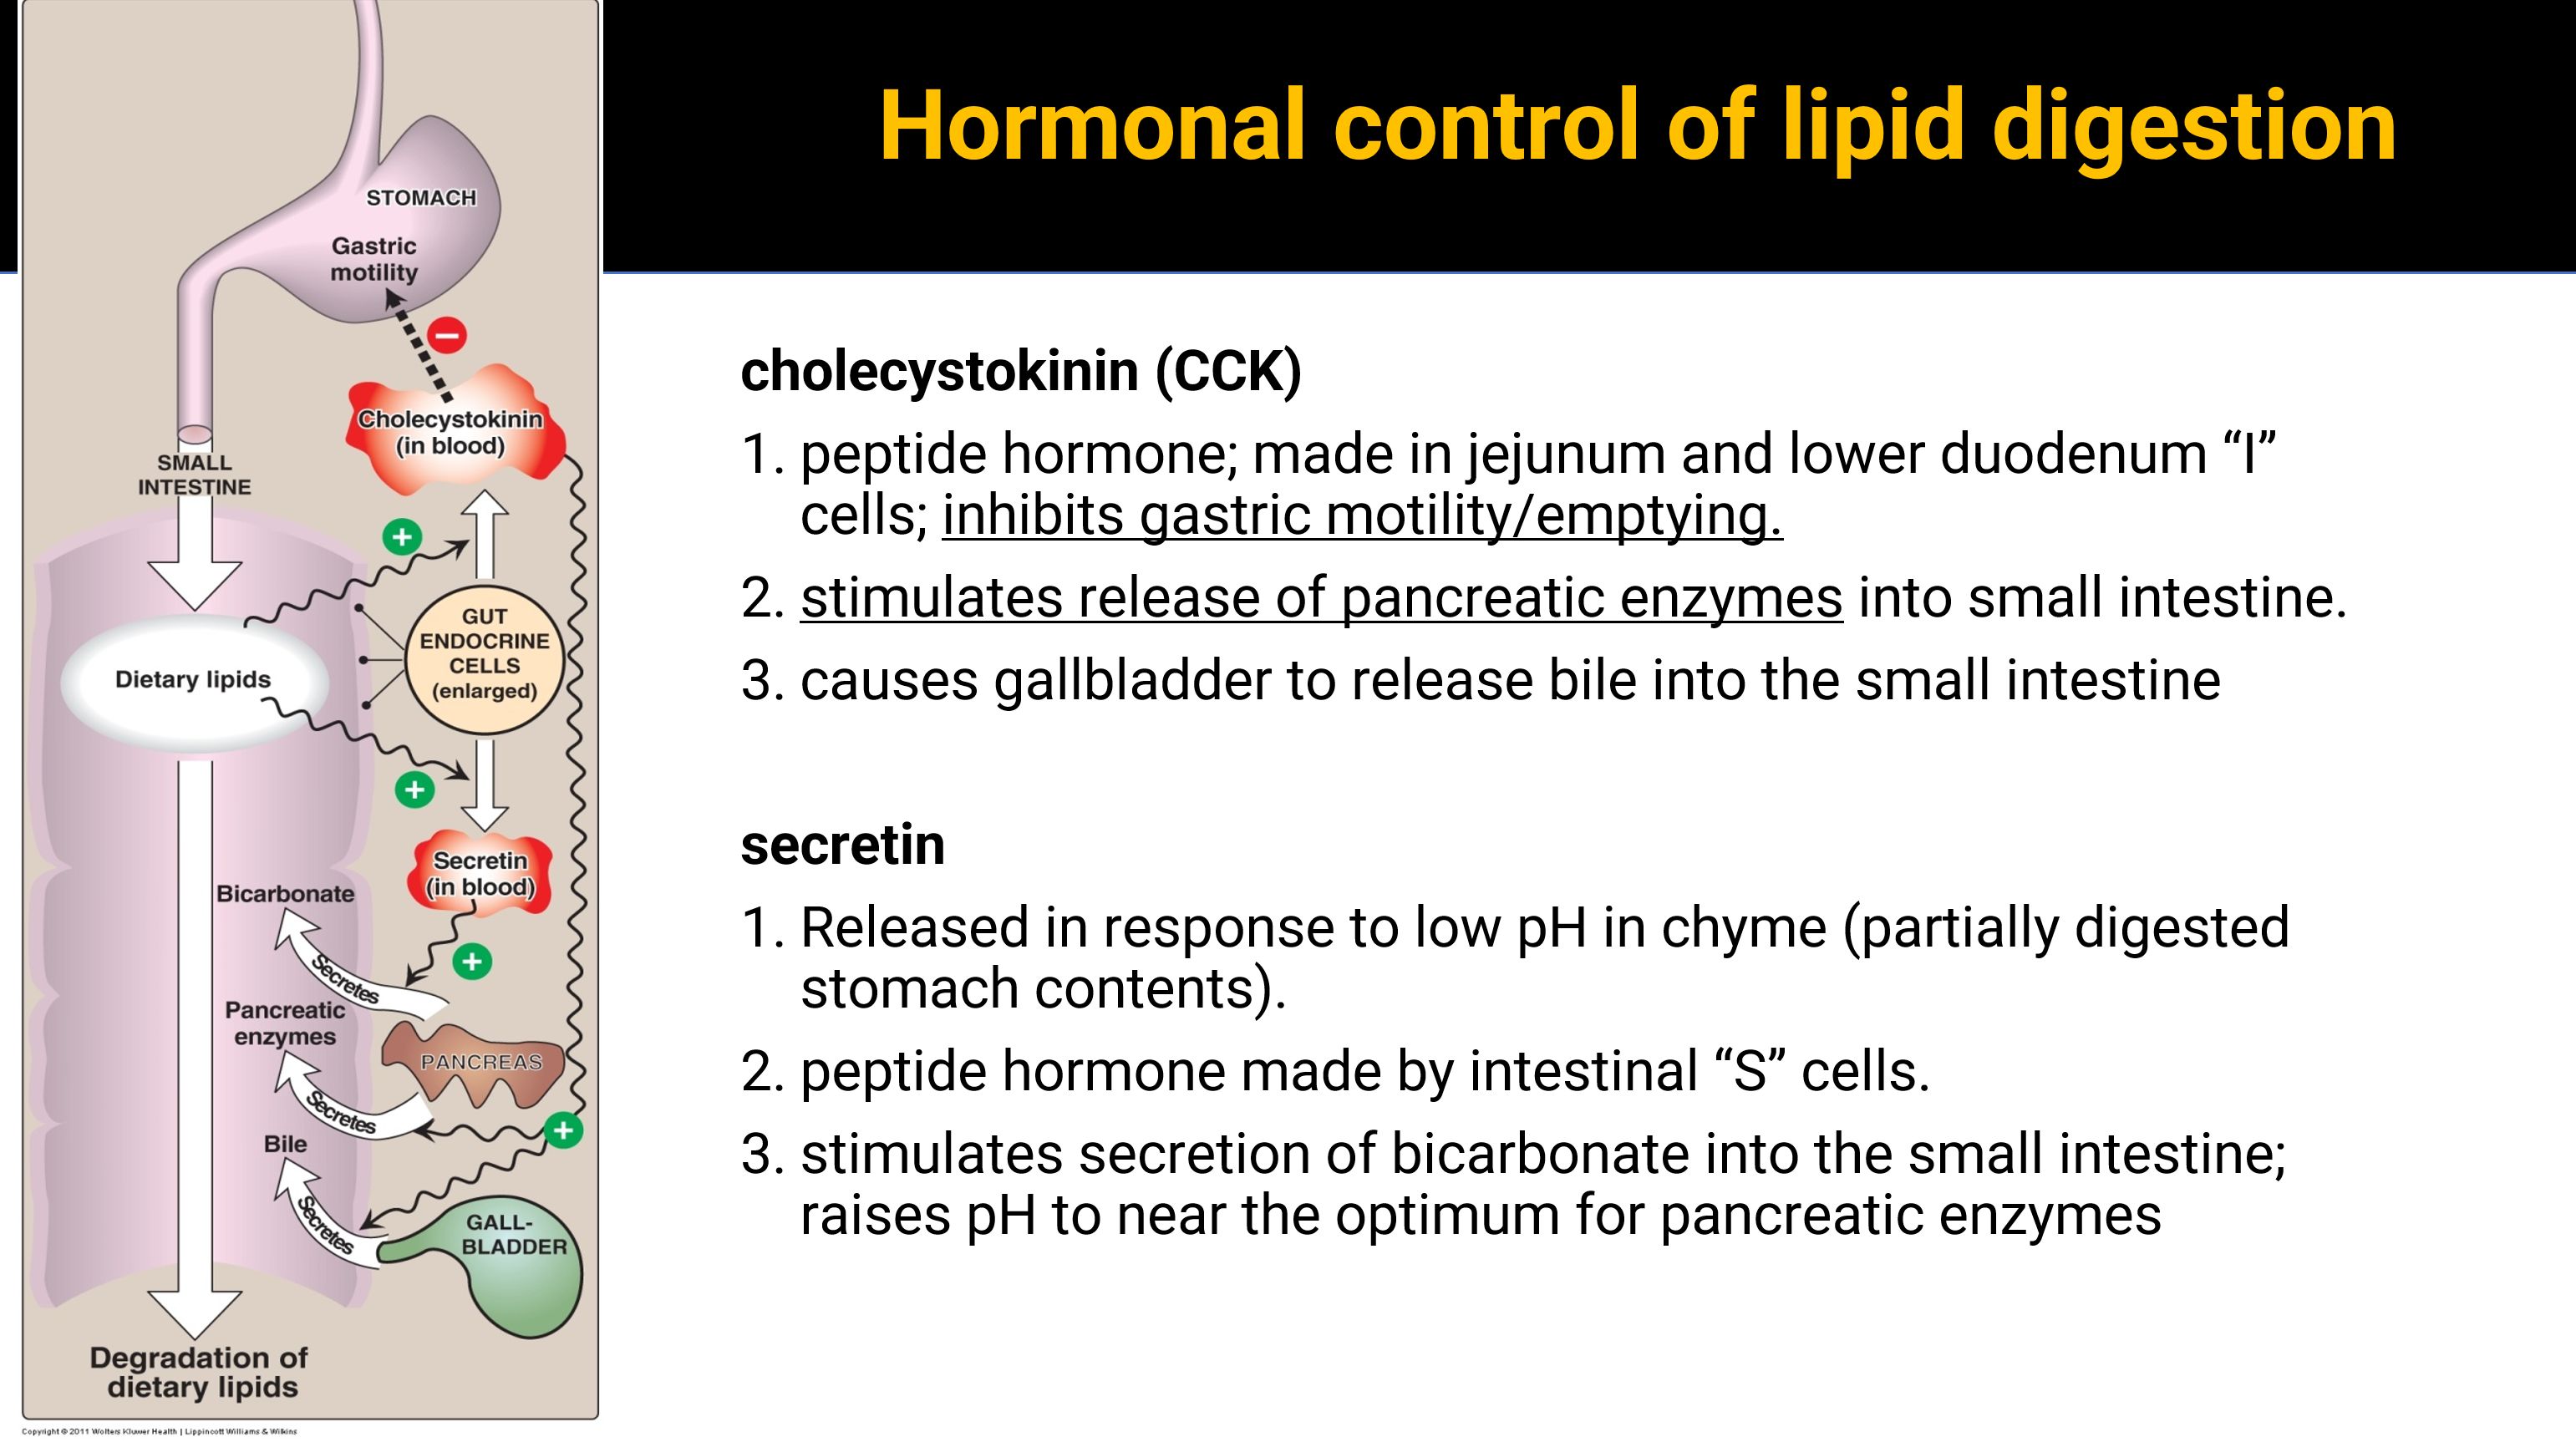 Hormonal control of lipid digestion
STOMACH
Gastric
motility
Cholecystokinin
(in blood)
SMALL
INTESTINE
GUT
ENDOCRINE
CELLS
(enlarged)
Dietary lipids
Secretin
(in blood)
Bicarbonate
Secretes
Pancreatic
enzymes
PANCREAS
Secretes
Bile
Secretes
GALL-
BLADDER
Degradation of
dietary lipids
Copyright © 2011 Wolters Kluwer Health | Lippincott Williams & Wilkins
cholecystokinin (CCK)
1. peptide hormone; made in jejunum and lower duodenum “I”
cells; inhibits gastric motility/emptying.
2. stimulates release of pancreatic enzymes into small intestine.
3. causes gallbladder to release bile into the small intestine
secretin
1. Released in response to low pH in chyme (partially digested
stomach contents).
2. peptide hormone made by intestinal “S” cells.
3. stimulates secretion of bicarbonate into the small intestine;
raises pH to near the optimum for pancreatic enzymes